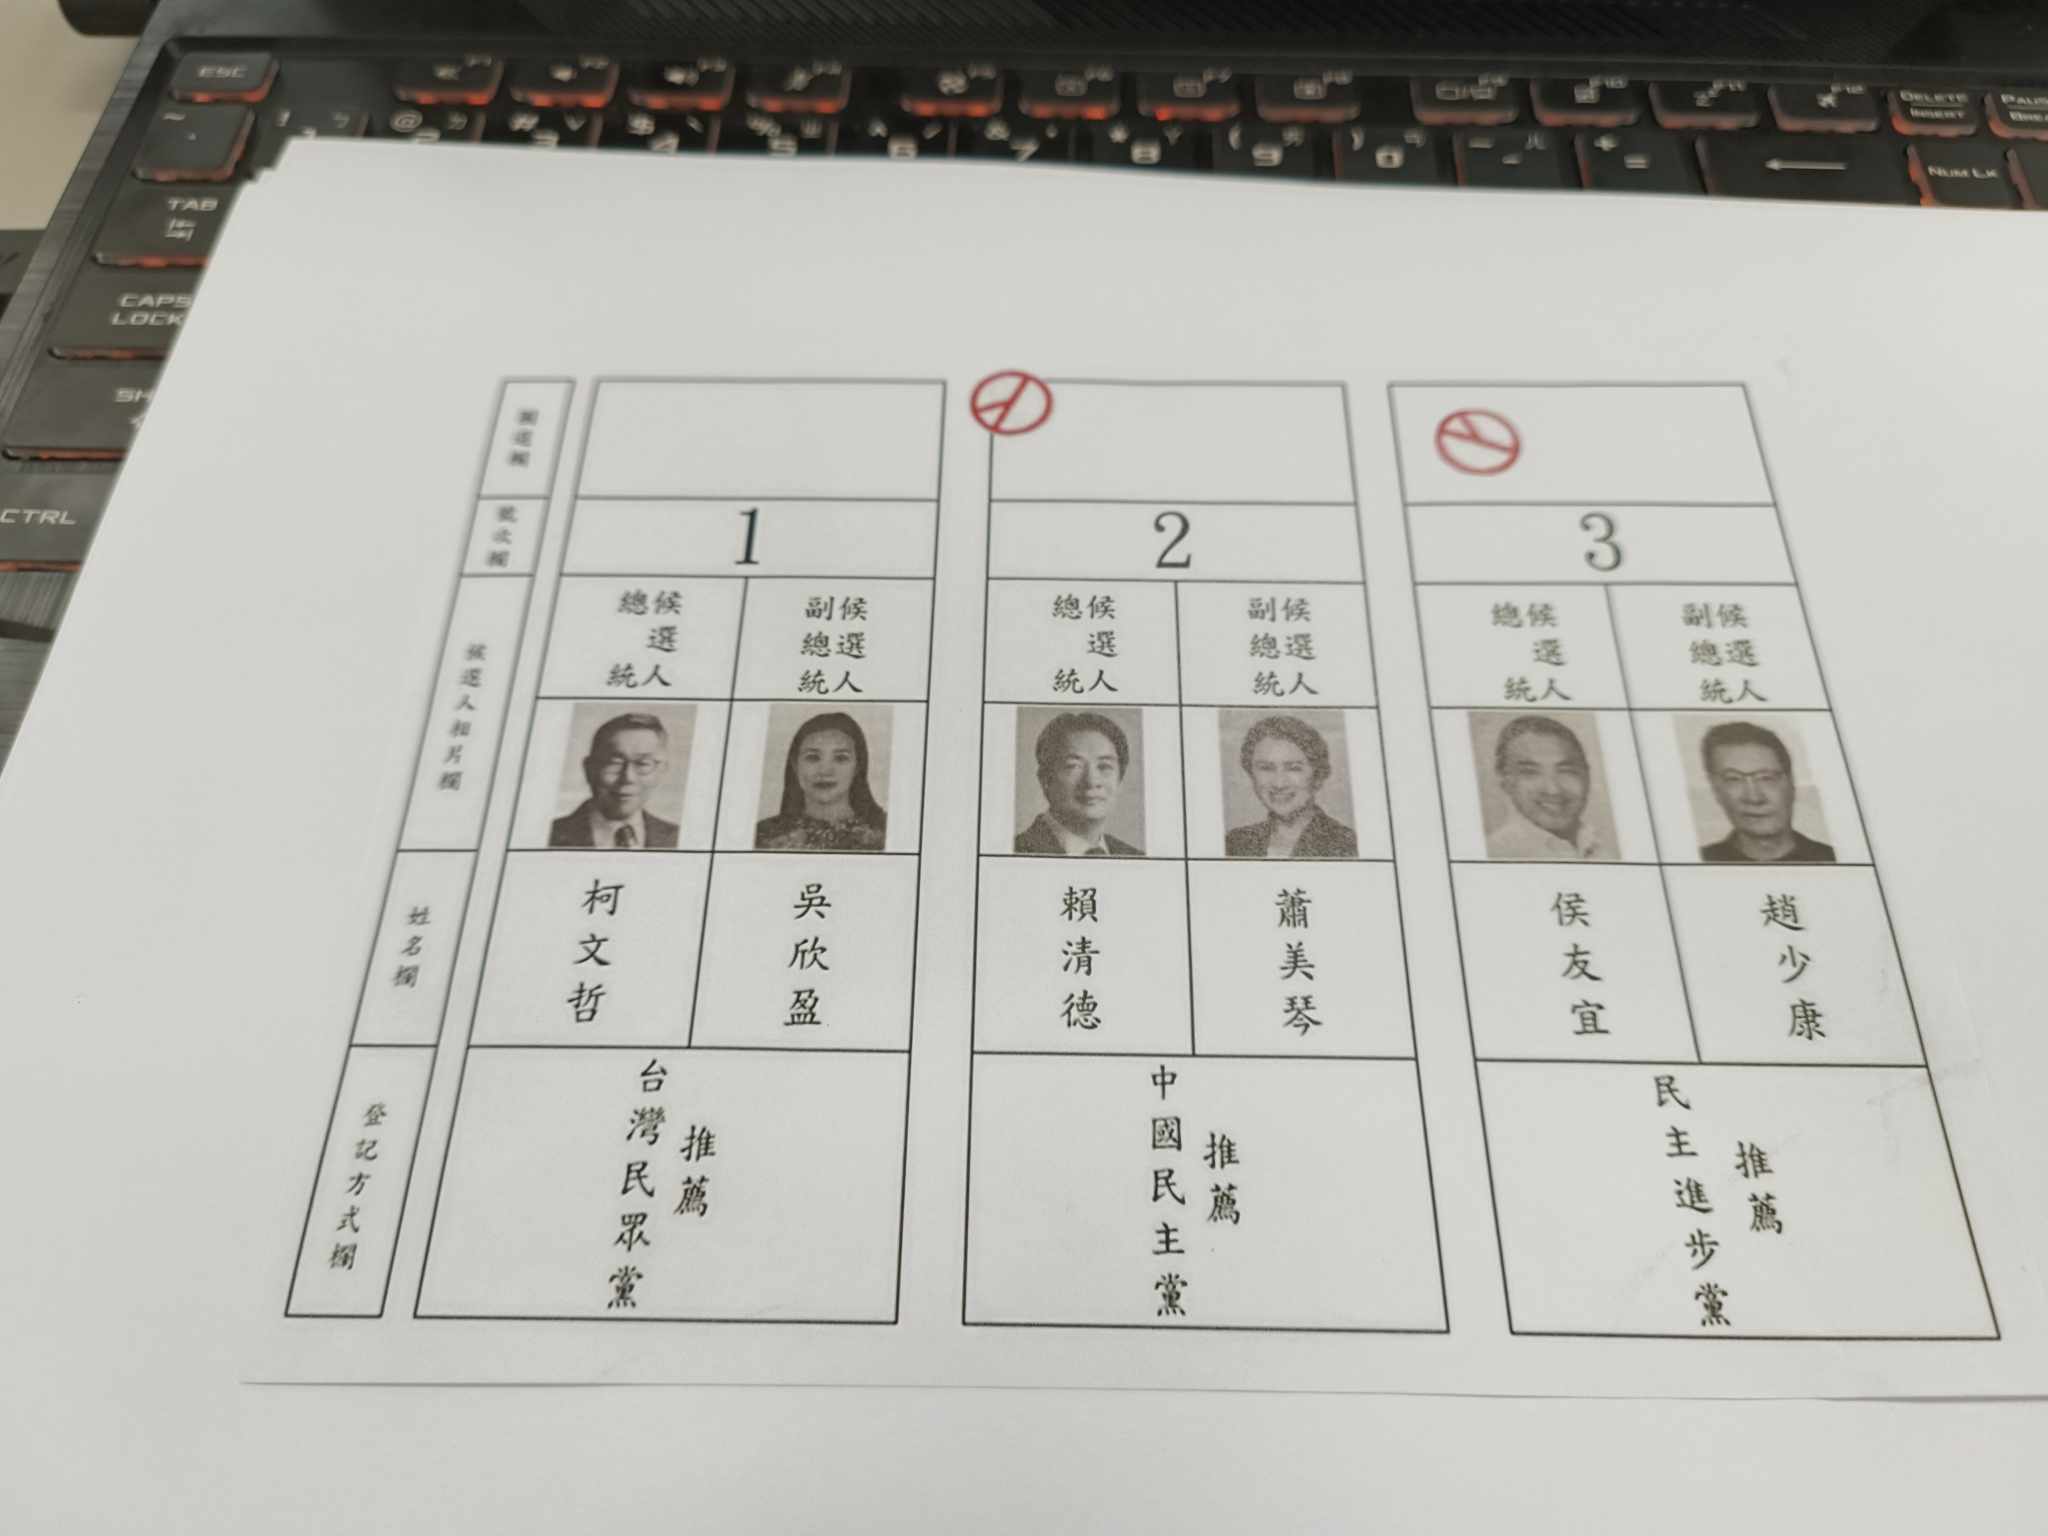 ESC
DELETE
INSERT
TAB
NUM LK
CAPS
LOCK
CTRL
圈選欄
號次欄
1
2
3
候選人相片欄
總統候選人
副總統候選人
總統候選人
副總統候選人
總統候選人
副總統候選人
姓名欄
柯文哲
吳欣盈
賴清德
蕭美琴
侯友宜
趙少康
登記方式欄
台灣民眾黨
推薦
中國民主黨
推薦
民主進步黨
推薦